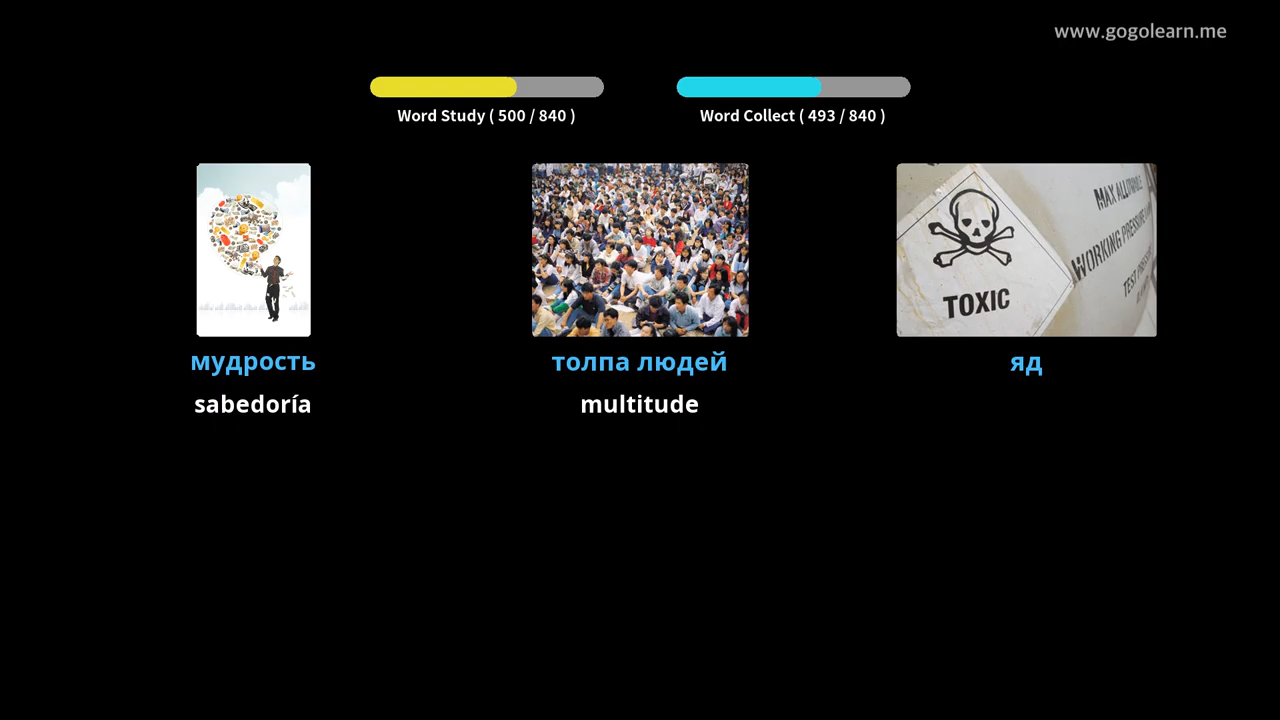 www.gogolearn.me
Word Study ( 500 / 840 )
Word Collect ( 493 / 840 )
TOXIC
MAX ALLOWABLE
WORKING PRESSURE
TEST
мудрость
толпа людей
яд
sabedoría
multitude